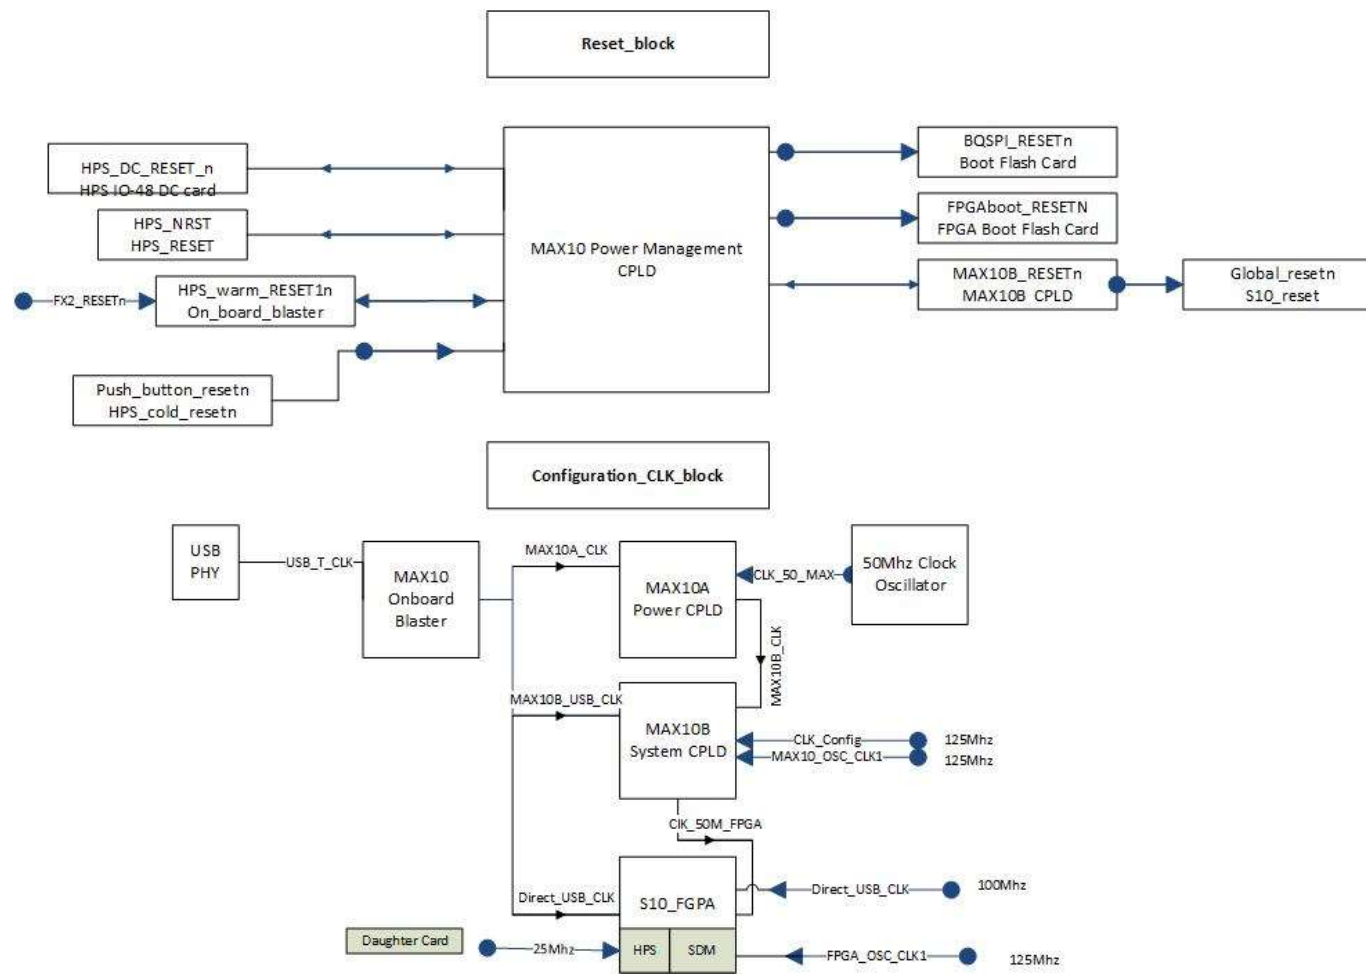 Reset_block
HPS_DC_RESET_n
HPS IO-48 DC card
HPS_NRST
HPS_RESET
FX2_RESETn
HPS_warm_RESET1n
On_board_blaster
Push_button_resetn
HPS_cold_resetn
MAX10 Power Management
CPLD
BQSPI_RESETn
Boot Flash Card
FPGAboot_RESETN
FPGA Boot Flash Card
MAX10B_RESETn
MAX10B CPLD
Global_resetn
S10_reset
Configuration_CLK_block
USB
PHY
USB_T_CLK
MAX10
Onboard
Blaster
MAX10A_CLK
MAX10A
Power CPLD
CLK_50_MAX
50Mhz Clock
Oscillator
MAX10B_CLK
MAX10B_USB_CLK
MAX10B
System CPLD
CLK_Config
125Mhz
MAX10_OSC_CLK1
125Mhz
ClK_50M_FPGA
Direct_USB_CLK
S10_FGPA
Direct_USB_CLK
100Mhz
Daughter Card
25Mhz
HPS
SDM
FPGA_OSC_CLK1
125Mhz